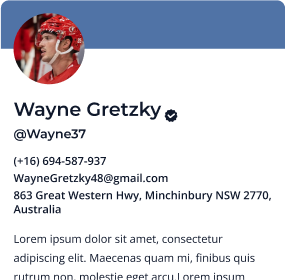 Wayne Gretzky
@Wayne37
(+16) 694-587-937
WayneGretzky48@gmail.com
863 Great Western Hwy, Minchinbury NSW 2770,
Australia
Lorem ipsum dolor sit amet, consectetur
adipiscing elit. Maecenas quam mi, finibus quis
rutrum non, molestie eget arcu.Lorem ipsum